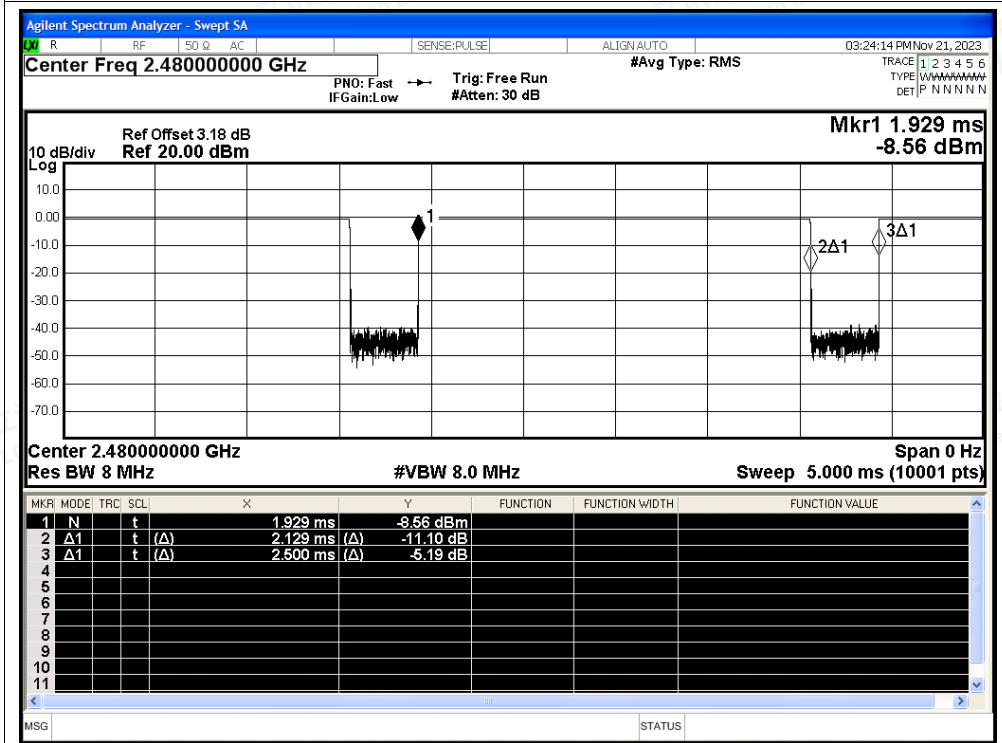 Agilent Spectrum Analyzer - Swept SA
LXI R RF 50 Ω AC SENSE:PULSE ALIGN AUTO 03:24:14 PM Nov 21, 2023
Center Freq 2.480000000 GHz #Avg Type: RMS TRACE 1 2 3 4 5 6
PNO: Fast Trig: Free Run TYPE WWWWWW
IFGain:Low #Atten: 30 dB DET P N N N N N
Mkr1 1.929 ms
Ref Offset 3.18 dB
10 dB/div Ref 20.00 dBm -8.56 dBm
Log
10.0
0.00
-10.0
-20.0
-30.0
-40.0
-50.0
-60.0
-70.0
1
2Δ1
3Δ1
Center 2.480000000 GHz Span 0 Hz
Res BW 8 MHz #VBW 8.0 MHz Sweep 5.000 ms (10001 pts)
MKR MODE TRC SCL X Y FUNCTION FUNCTION WIDTH FUNCTION VALUE
1 N t 1.929 ms -8.56 dBm
2 Δ1 t (Δ) 2.129 ms (Δ) -11.10 dB
3 Δ1 t (Δ) 2.500 ms (Δ) -5.19 dB
4
5
6
7
8
9
10
11
MSG STATUS